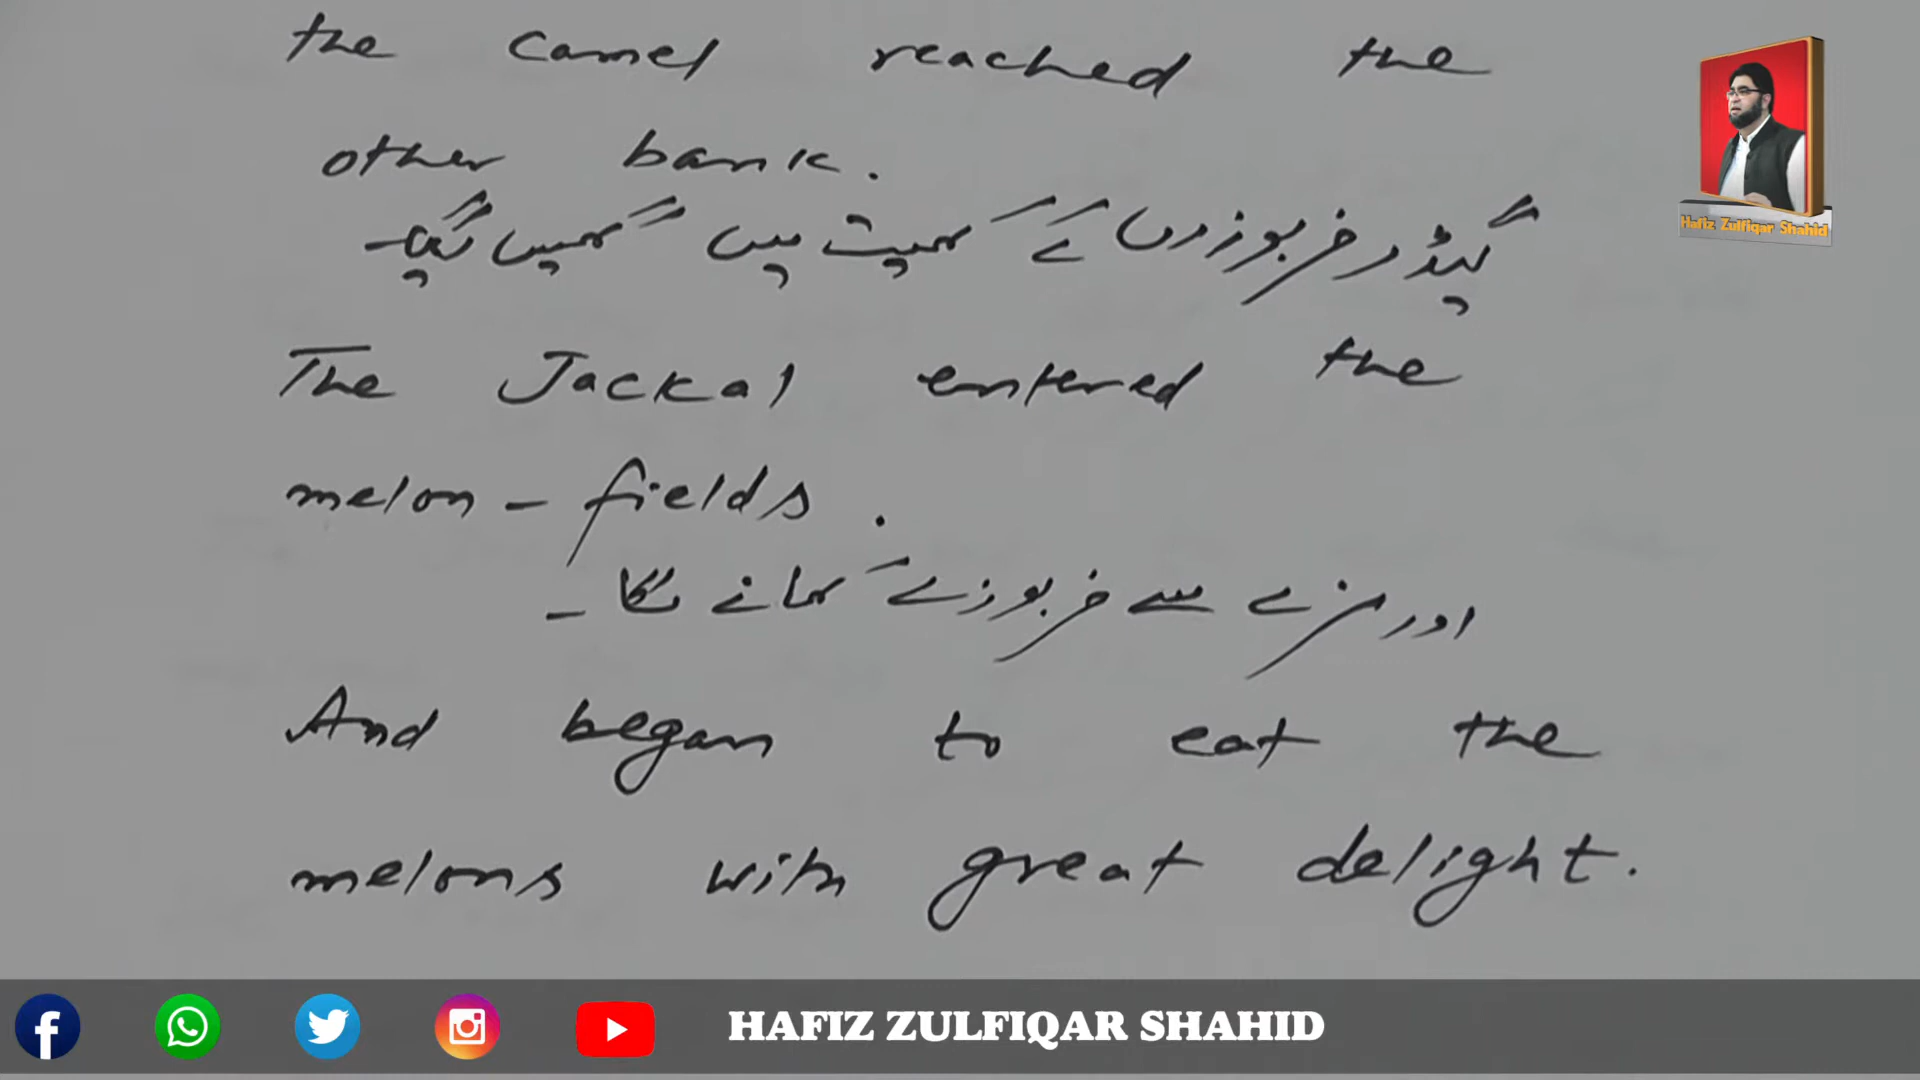 the camel reached the
other bank.
گیڈر خربوزوں کے کھیت میں گھس گیا۔
The Jackal entered the
melon-fields.
اور مزے سے خربوزے کھانے لگا۔
And began to eat the
melons with great delight.
Hafiz Zulfiqar Shahid
HAFIZ ZULFIQAR SHAHID